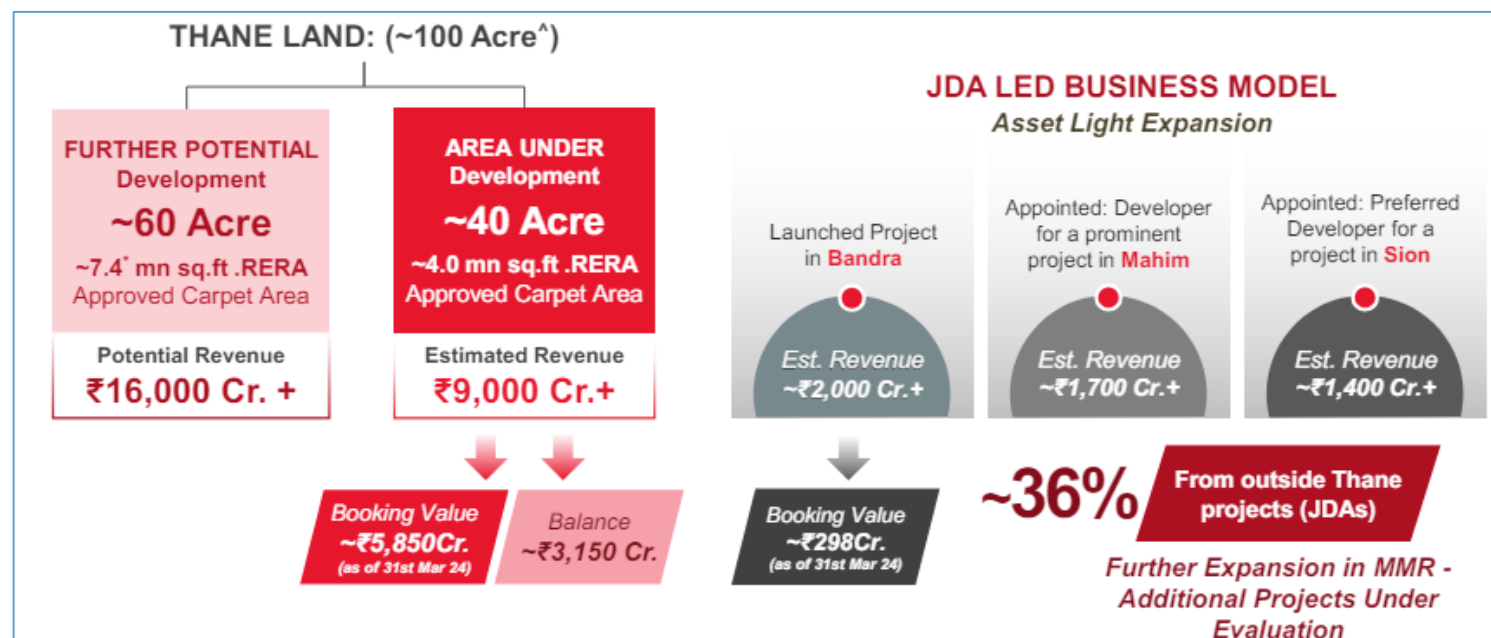 THANE LAND: (~100 Acre^)
FURTHER POTENTIAL
Development
~60 Acre
~7.4* mn sq.ft .RERA
Approved Carpet Area
Potential Revenue
₹16,000 Cr. +
AREA UNDER
Development
~40 Acre
~4.0 mn sq.ft .RERA
Approved Carpet Area
Estimated Revenue
₹9,000 Cr.+
Booking Value
~₹5,850Cr.
(as of 31st Mar 24)
Balance
~₹3,150 Cr.
JDA LED BUSINESS MODEL
Asset Light Expansion
Launched Project
in Bandra
Est. Revenue
~₹2,000 Cr.+
Appointed: Developer
for a prominent
project in Mahim
Est. Revenue
~₹1,700 Cr.+
Appointed: Preferred
Developer for a
project in Sion
Est. Revenue
~₹1,400 Cr.+
Booking Value
~₹298Cr.
(as of 31st Mar 24)
~36%
From outside Thane
projects (JDAs)
Further Expansion in MMR -
Additional Projects Under
Evaluation